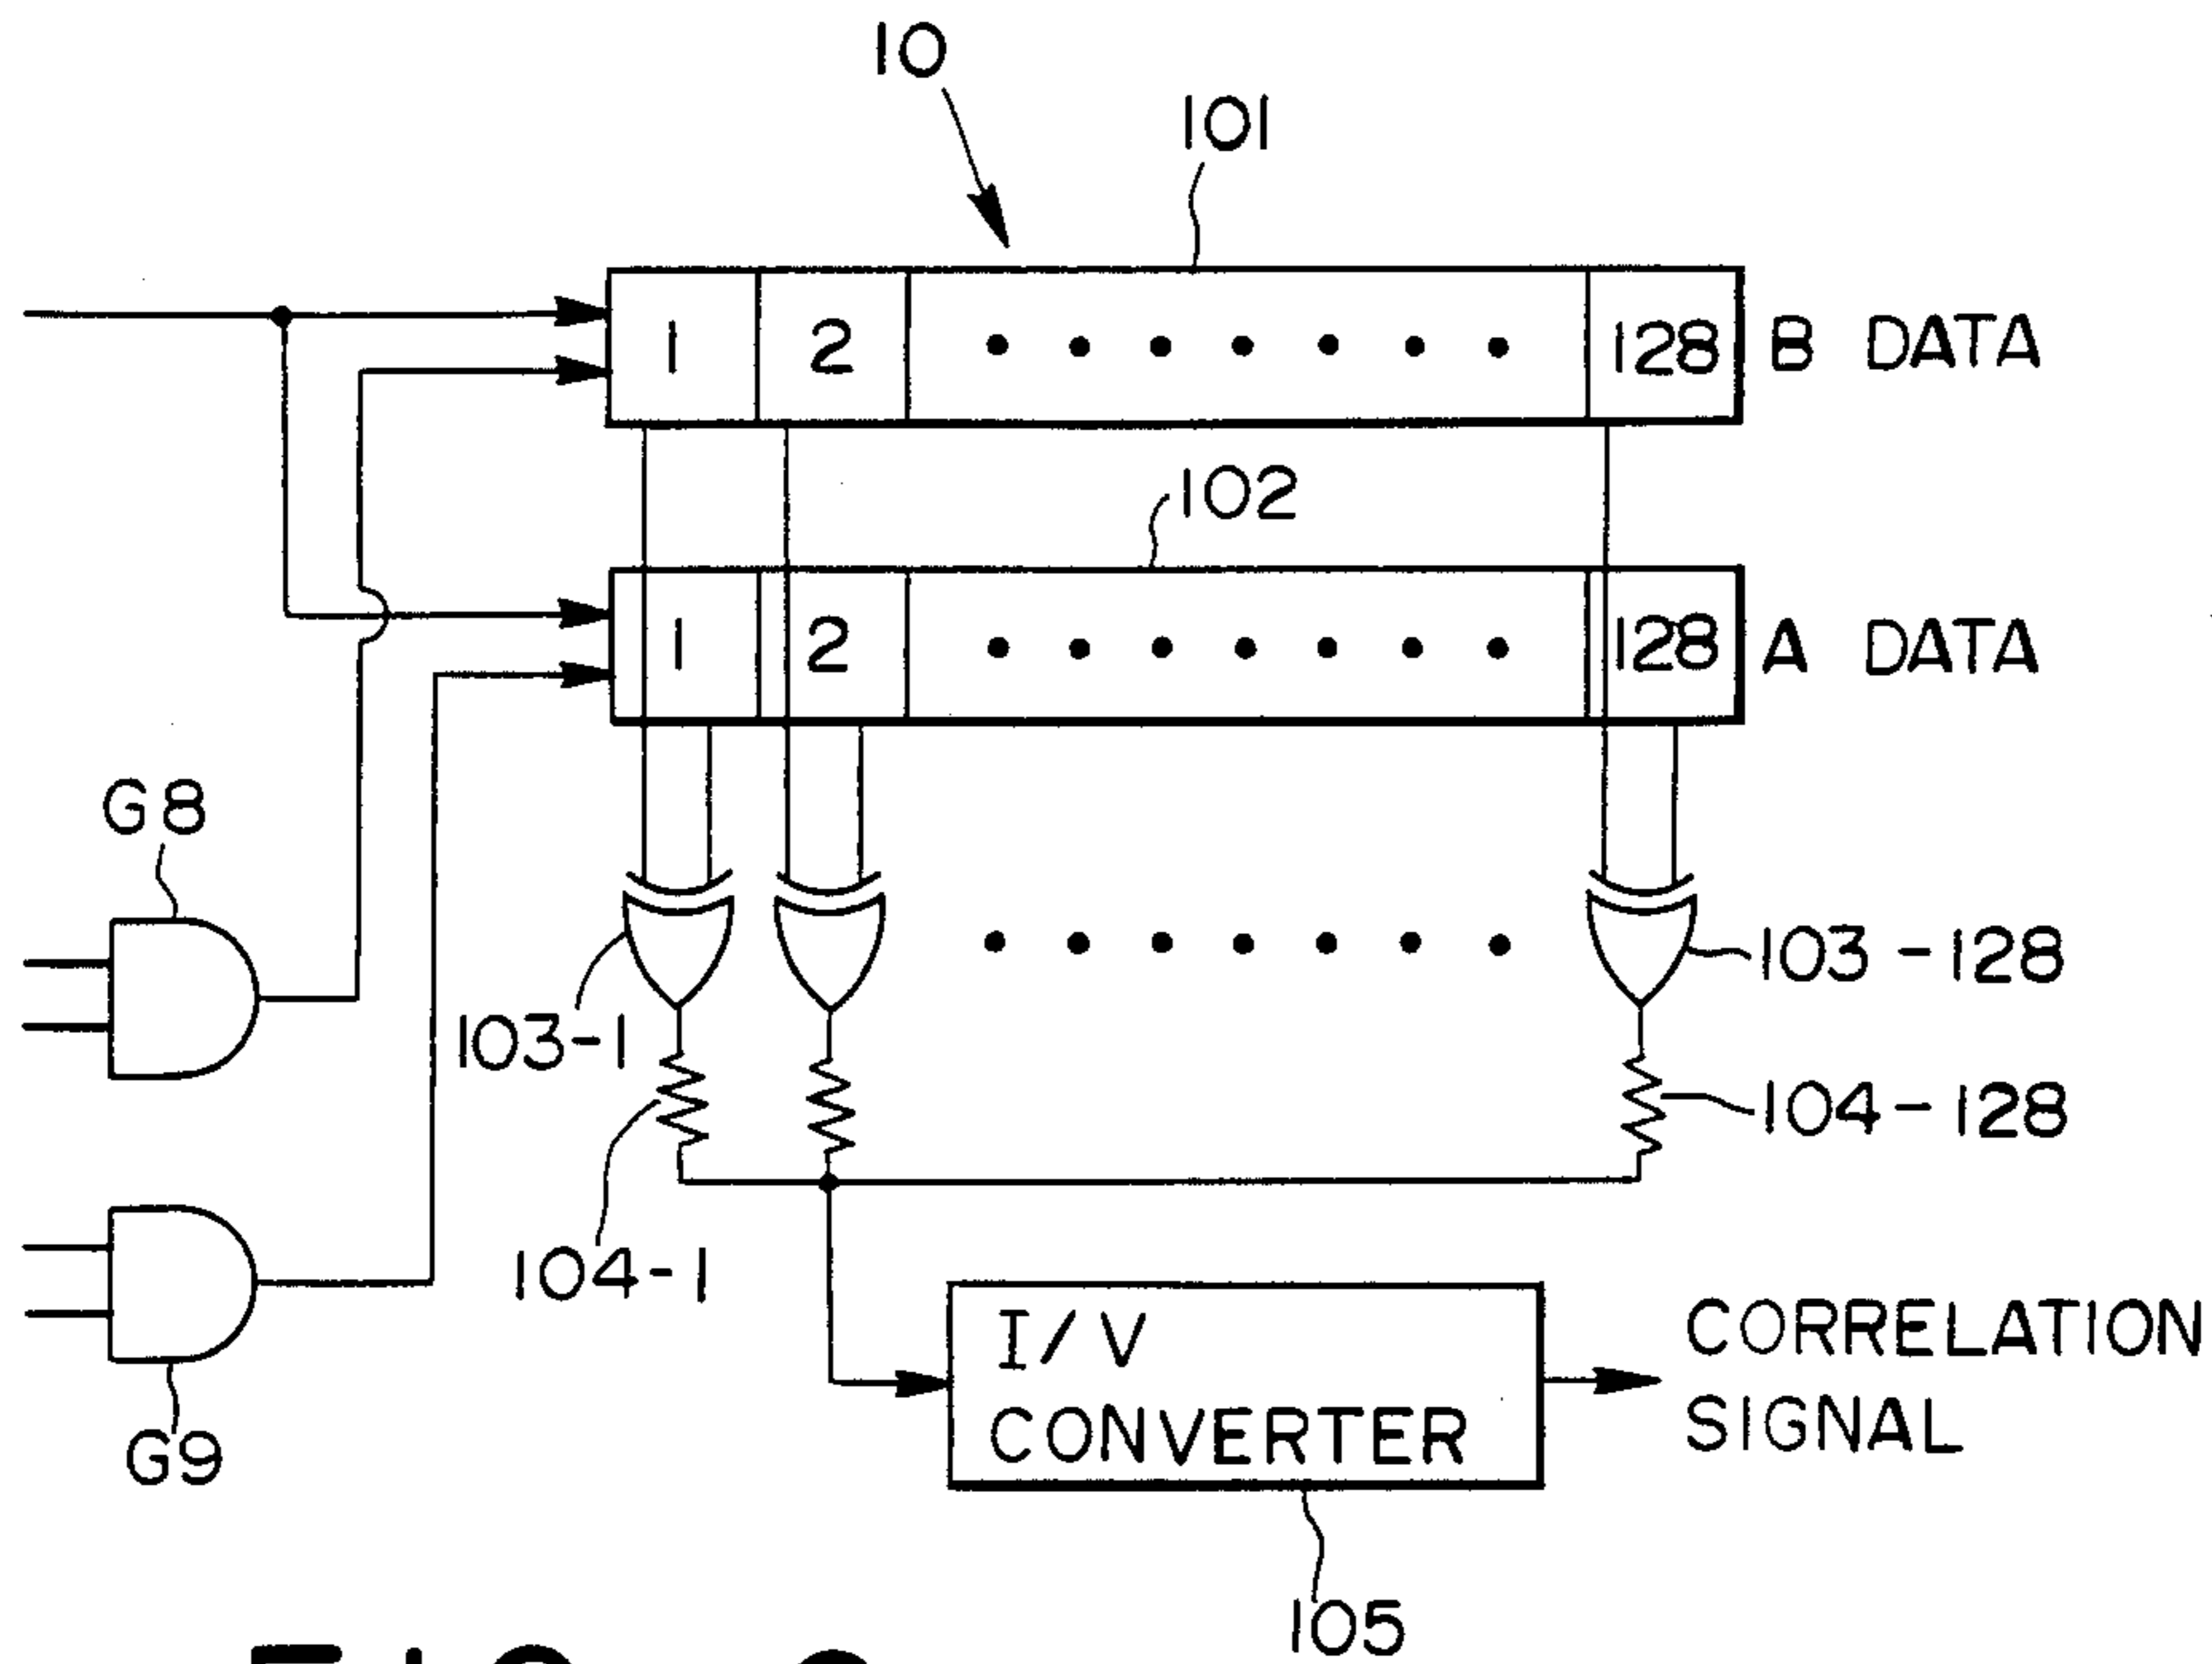 10
101
1 2 128 B DATA
102
1 2 128 A DATA
G8
103-1
103-128
104-128
104-1
G9
I/V
CONVERTER
CORRELATION
SIGNAL
105